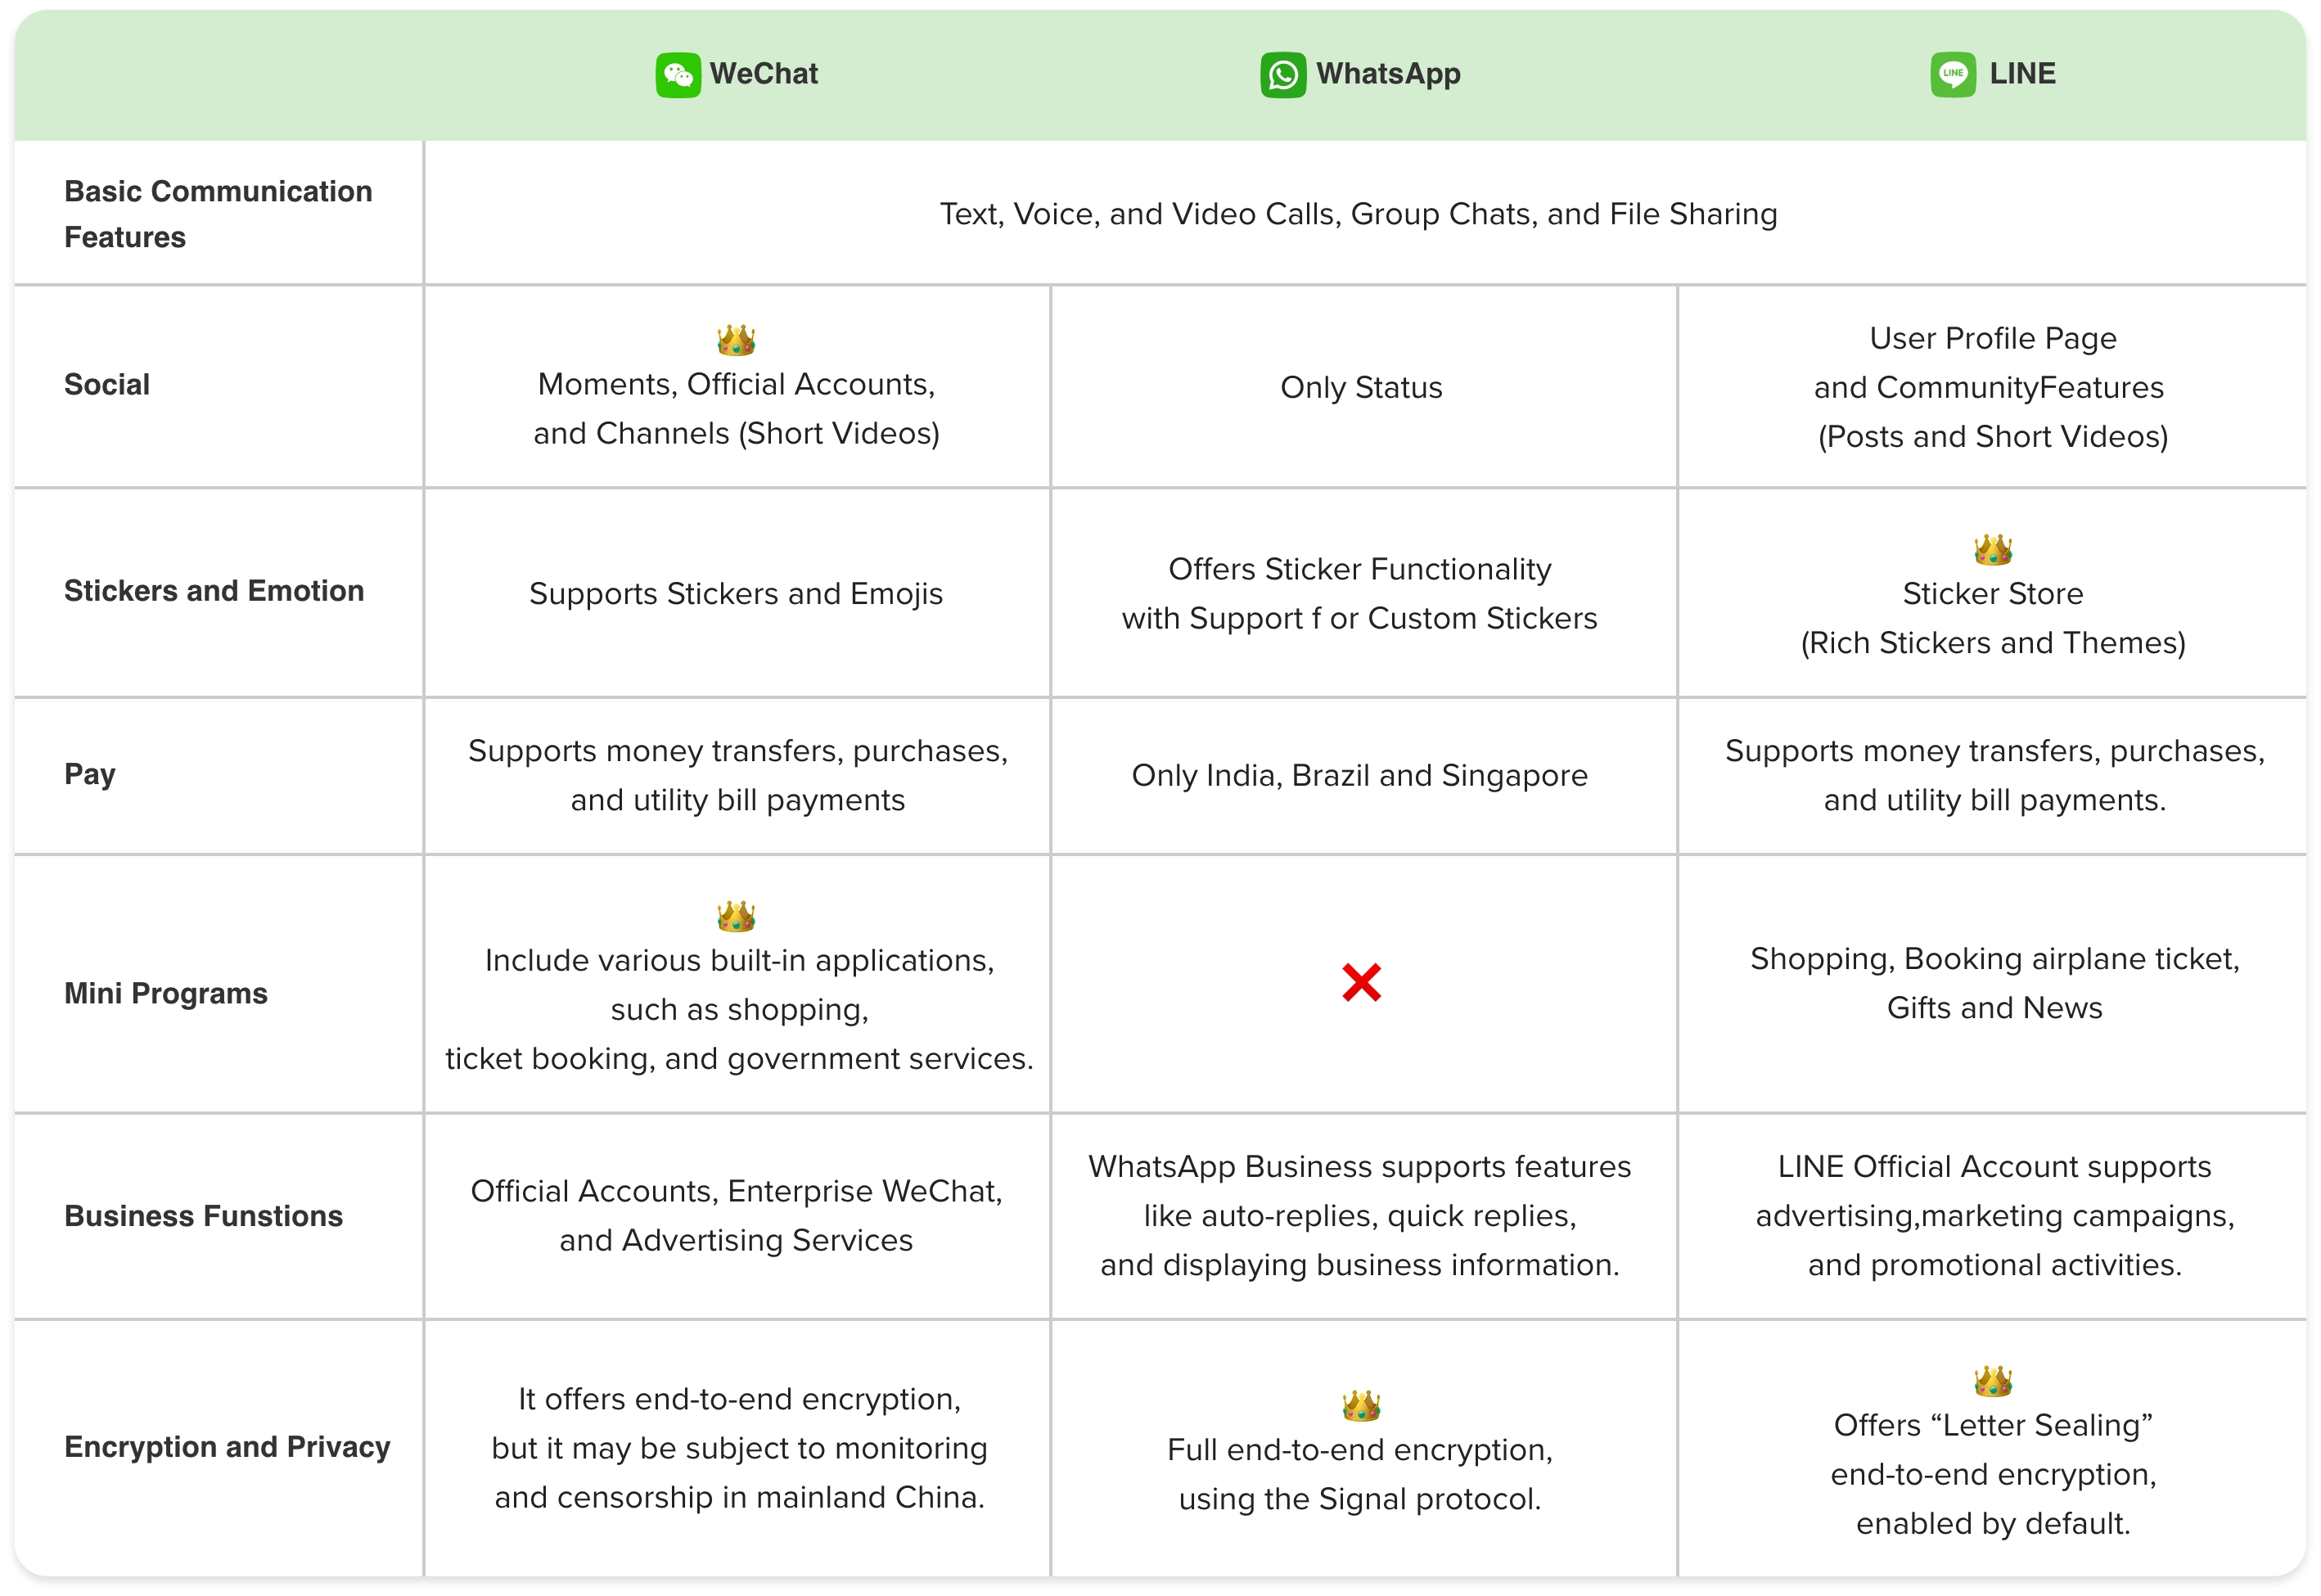 WeChat
WhatsApp
LINE LINE
Basic Communication
Features
Text, Voice, and Video Calls, Group Chats, and File Sharing
Social
Moments, Official Accounts,
and Channels (Short Videos)
Only Status
User Profile Page
and CommunityFeatures
(Posts and Short Videos)
Stickers and Emotion
Supports Stickers and Emojis
Offers Sticker Functionality
with Support f or Custom Stickers
Sticker Store
(Rich Stickers and Themes)
Pay
Supports money transfers, purchases,
and utility bill payments
Only India, Brazil and Singapore
Supports money transfers, purchases,
and utility bill payments.
Mini Programs
Include various built-in applications,
such as shopping,
ticket booking, and government services.
Shopping, Booking airplane ticket,
Gifts and News
Business Funstions
Official Accounts, Enterprise WeChat,
and Advertising Services
WhatsApp Business supports features
like auto-replies, quick replies,
and displaying business information.
LINE Official Account supports
advertising,marketing campaigns,
and promotional activities.
Encryption and Privacy
It offers end-to-end encryption,
but it may be subject to monitoring
and censorship in mainland China.
Full end-to-end encryption,
using the Signal protocol.
Offers “Letter Sealing”
end-to-end encryption,
enabled by default.